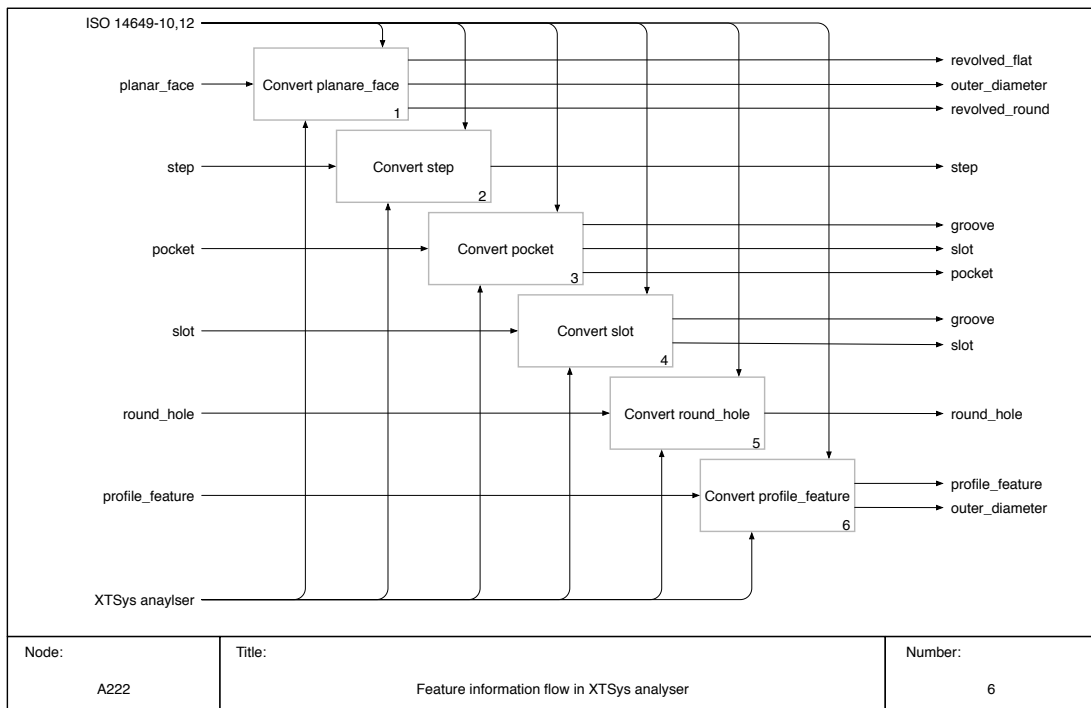 ISO 14649-10,12
revolved_flat
planar_face
Convert planare_face
outer_diameter
1
revolved_round
step
Convert step
step
2
groove
pocket
Convert pocket
slot
3
pocket
groove
slot
Convert slot
slot
4
round_hole
Convert round_hole
round_hole
5
profile_feature
profile_feature
Convert profile_feature
outer_diameter
6
XTSys anaylser
Node:
Title:
Number:
A222
Feature information flow in XTSys analyser
6